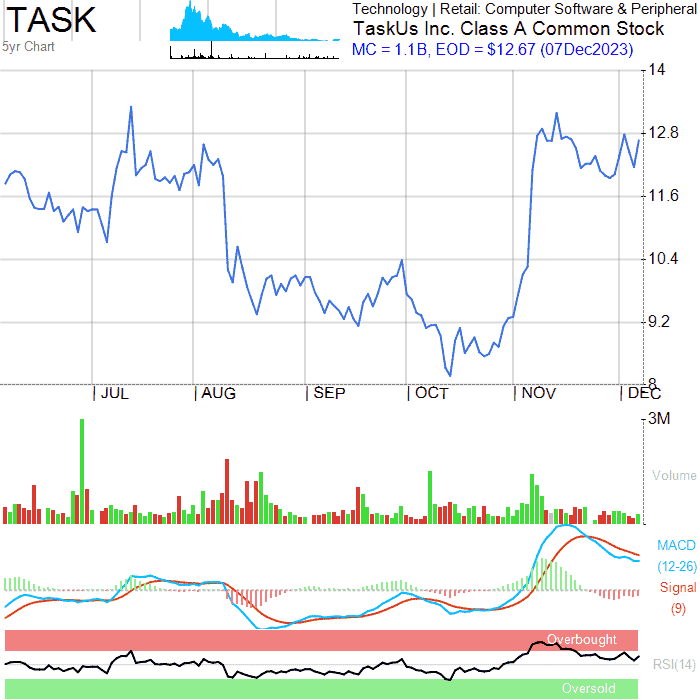 TASK
5yr Chart
Technology | Retail: Computer Software & Peripheral
TaskUs Inc. Class A Common Stock
MC = 1.1B, EOD = $12.67 (07Dec2023)
14
12.8
11.6
10.4
9.2
8
JUL AUG SEP OCT NOV DEC
3M
Volume
MACD
(12-26)
Signal
(9)
Overbought
RSI(14)
Oversold